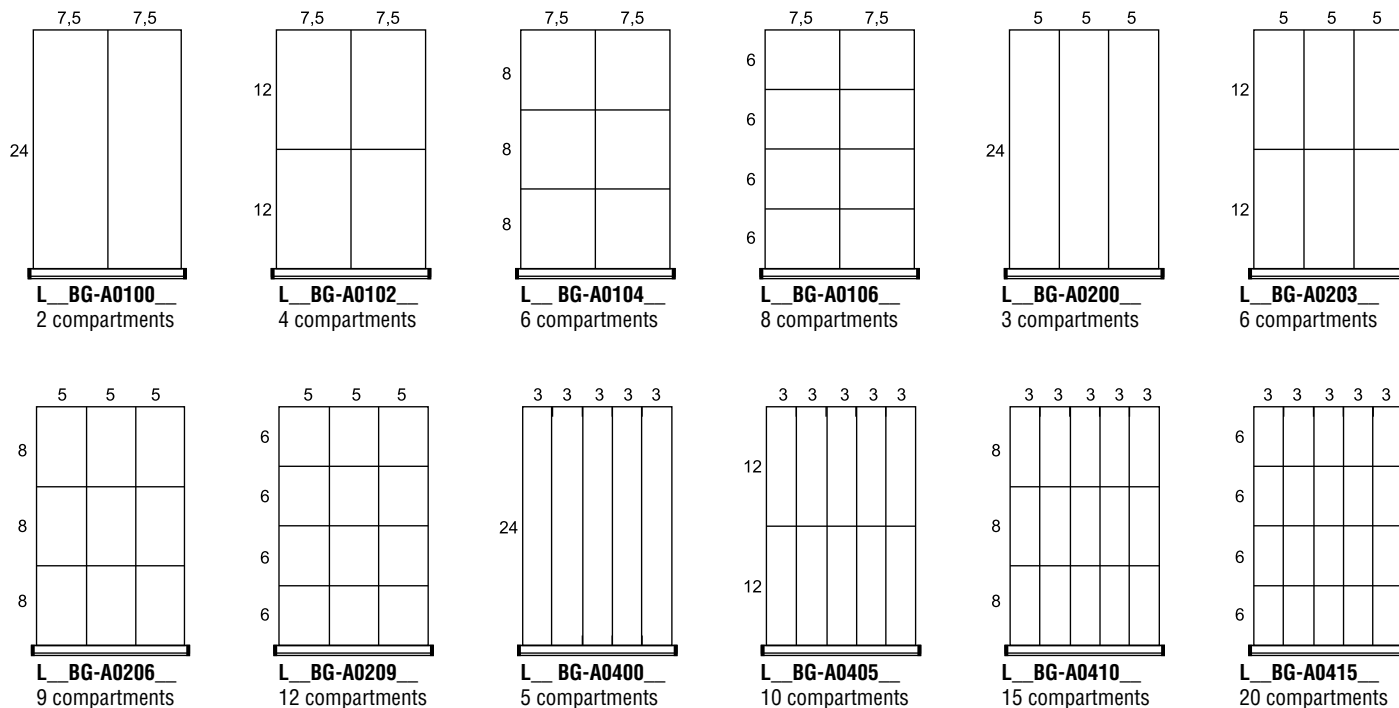 7,5 7,5
24
L__BG-A0100__
2 compartments
7,5 7,5
12
12
L__BG-A0102__
4 compartments
7,5 7,5
8
8
8
L__ BG-A0104__
6 compartments
7,5 7,5
6
6
6
6
L__BG-A0106__
8 compartments
5 5 5
24
L__BG-A0200__
3 compartments
5 5 5
12
12
L__BG-A0203__
6 compartments
5 5 5
8
8
8
L__BG-A0206__
9 compartments
5 5 5
6
6
6
6
L__BG-A0209__
12 compartments
3 3 3 3 3
24
L__ BG-A0400__
5 compartments
3 3 3 3 3
12
12
L__BG-A0405__
10 compartments
3 3 3 3 3
8
8
8
L__BG-A0410__
15 compartments
3 3 3 3 3
6
6
6
6
L__BG-A0415__
20 compartments